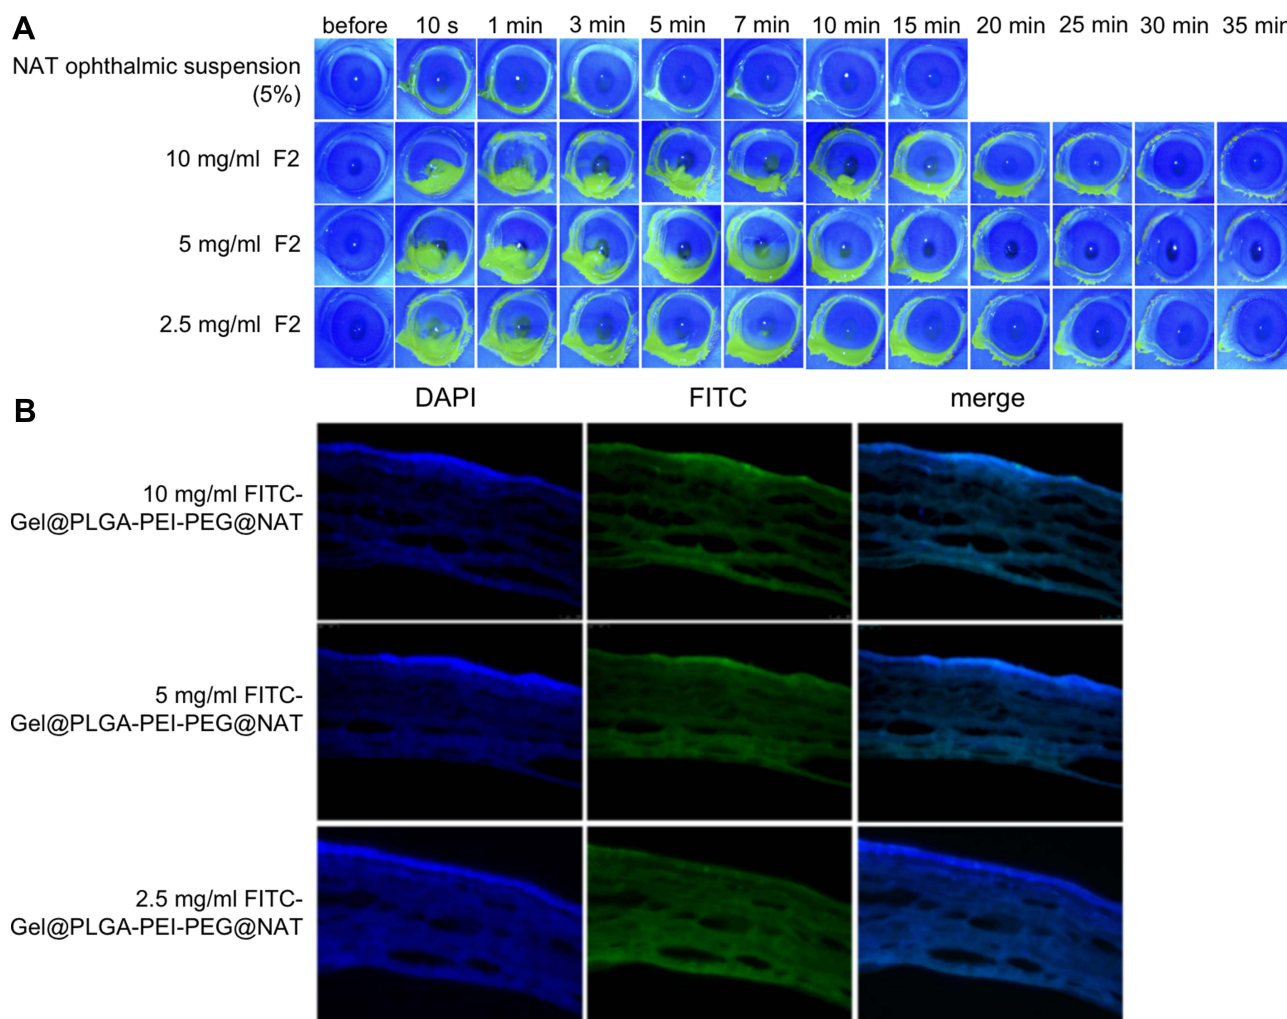 A
before 10 s 1 min 3 min 5 min 7 min 10 min 15 min 20 min 25 min 30 min 35 min
NAT ophthalmic suspension
(5%)
10 mg/ml F2
5 mg/ml F2
2.5 mg/ml F2
B
DAPI FITC merge
10 mg/ml FITC-
Gel@PLGA-PEI-PEG@NAT
5 mg/ml FITC-
Gel@PLGA-PEI-PEG@NAT
2.5 mg/ml FITC-
Gel@PLGA-PEI-PEG@NAT